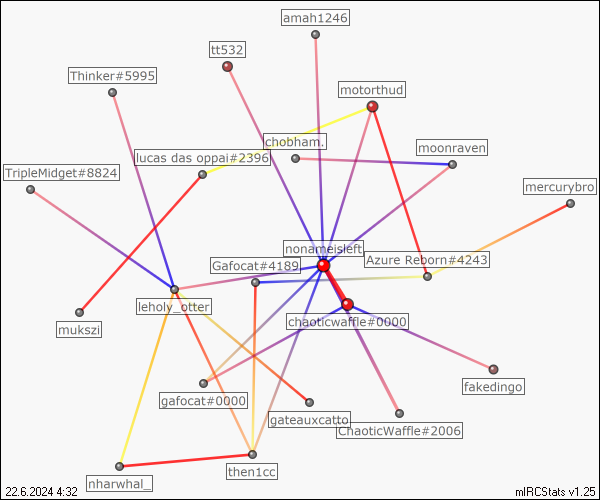 amah1246
tt532
Thinker#5995
motorthud
chobham.
moonraven
lucas das oppai#2396
TripleMidget#8824
mercurybro
nonameisleft
Azure Reborn#4243
Gafocat#4189
leholy_otter
chaoticwaffle#0000
mukszi
fakedingo
gafocat#0000
gateauxcatto
ChaoticWaffle#2006
then1cc
nharwhal_
22.6.2024 4:32
mIRCStats v1.25